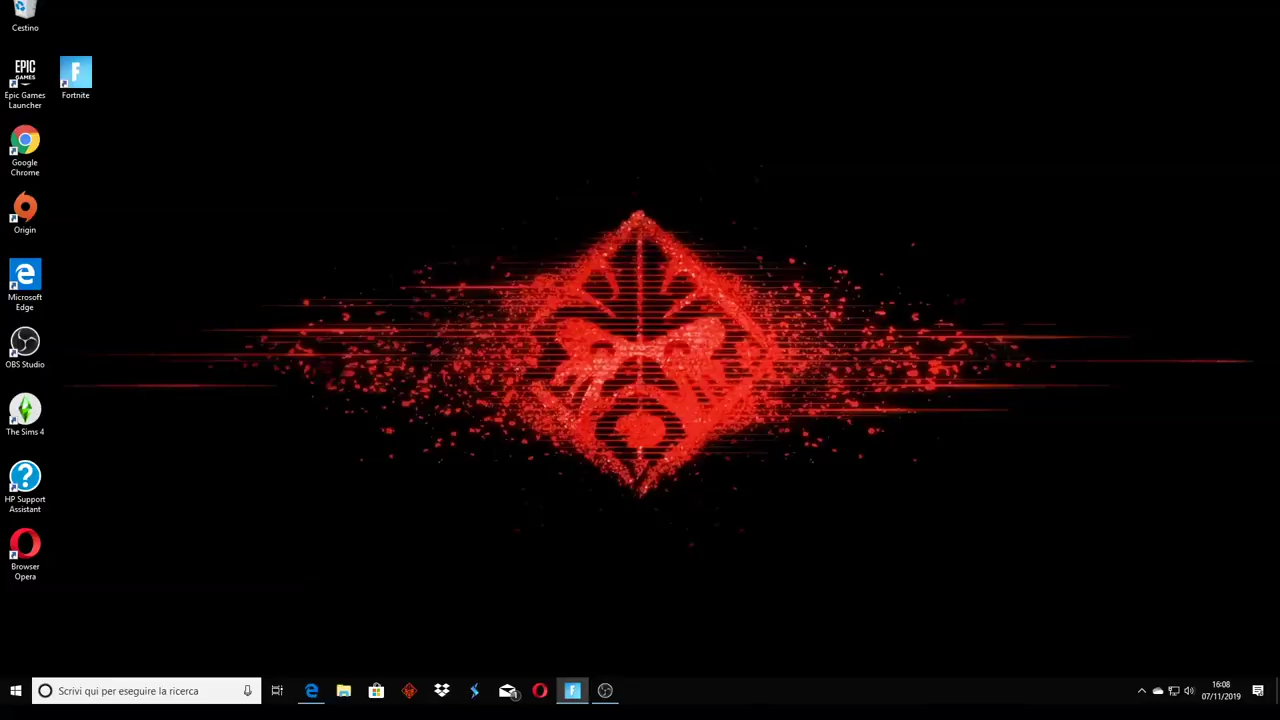 Cestino
EPIC
GAMES
Epic Games
Launcher
F
Fortnite
Google
Chrome
Origin
Microsoft
Edge
OBS Studio
The Sims 4
?
HP Support
Assistant
Browser
Opera
Scrivi qui per eseguire la ricerca
1
F
16:08
07/11/2019